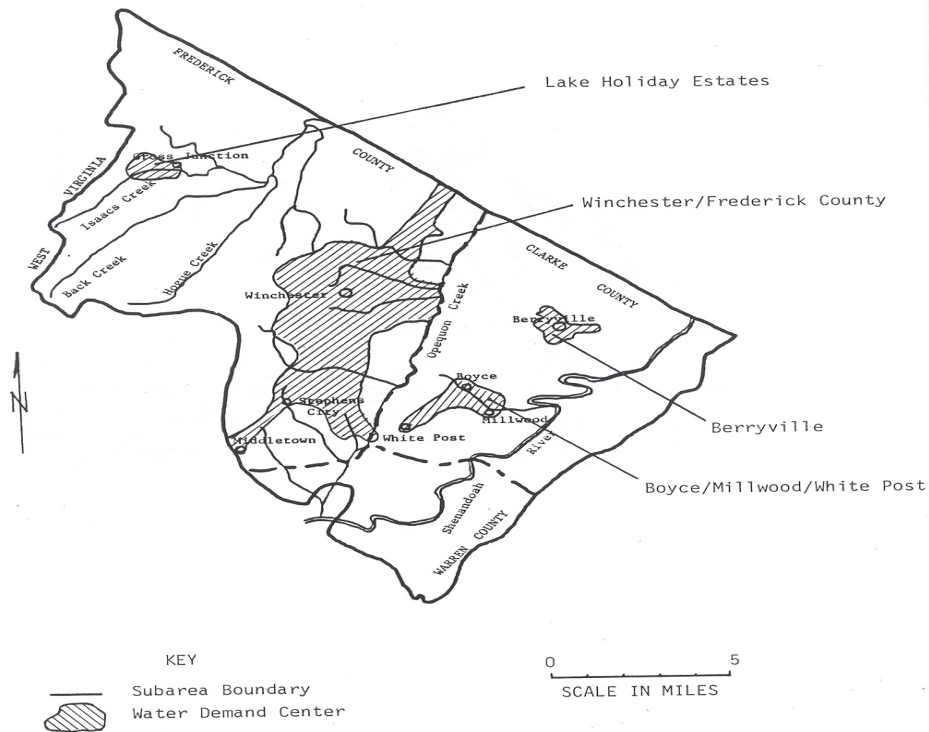 FREDERICK
COUNTY
Lake Holiday Estates
Cross Junction
WEST
VIRGINIA
Isaacs Creek
Back Creek
Hogue Creek
Winchester/Frederick County
Winchester
CLARKE
COUNTY
Opequon Creek
Berryville
Boyce
Stephens
City
Millwood
White Post
Middletown
Berryville
River
Shenandoah
Boyce/Millwood/White Post
WARREN COUNTY
N
KEY
Subarea Boundary
Water Demand Center
0 5
SCALE IN MILES